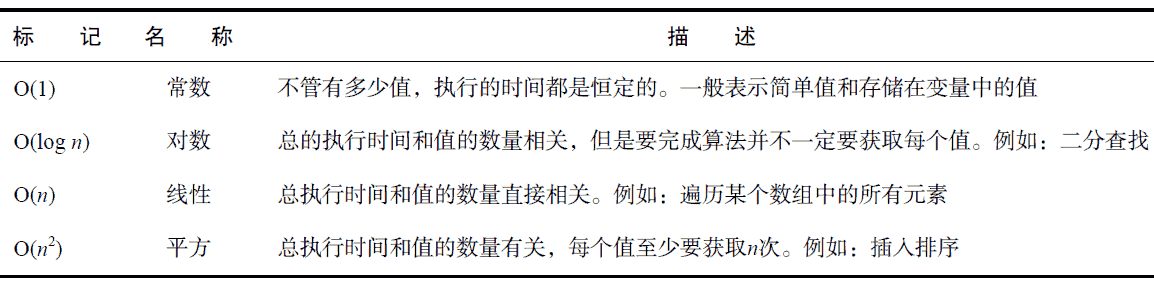 标 记 名 称 描 述
O(1) 常数 不管有多少值，执行的时间都是恒定的。一般表示简单值和存储在变量中的值
O(log n) 对数 总的执行时间和值的数量相关，但是要完成算法并不一定要获取每个值。例如：二分查找
O(n) 线性 总执行时间和值的数量直接相关。例如：遍历某个数组中的所有元素
O(n²) 平方 总执行时间和值的数量有关，每个值至少要获取n次。例如：插入排序